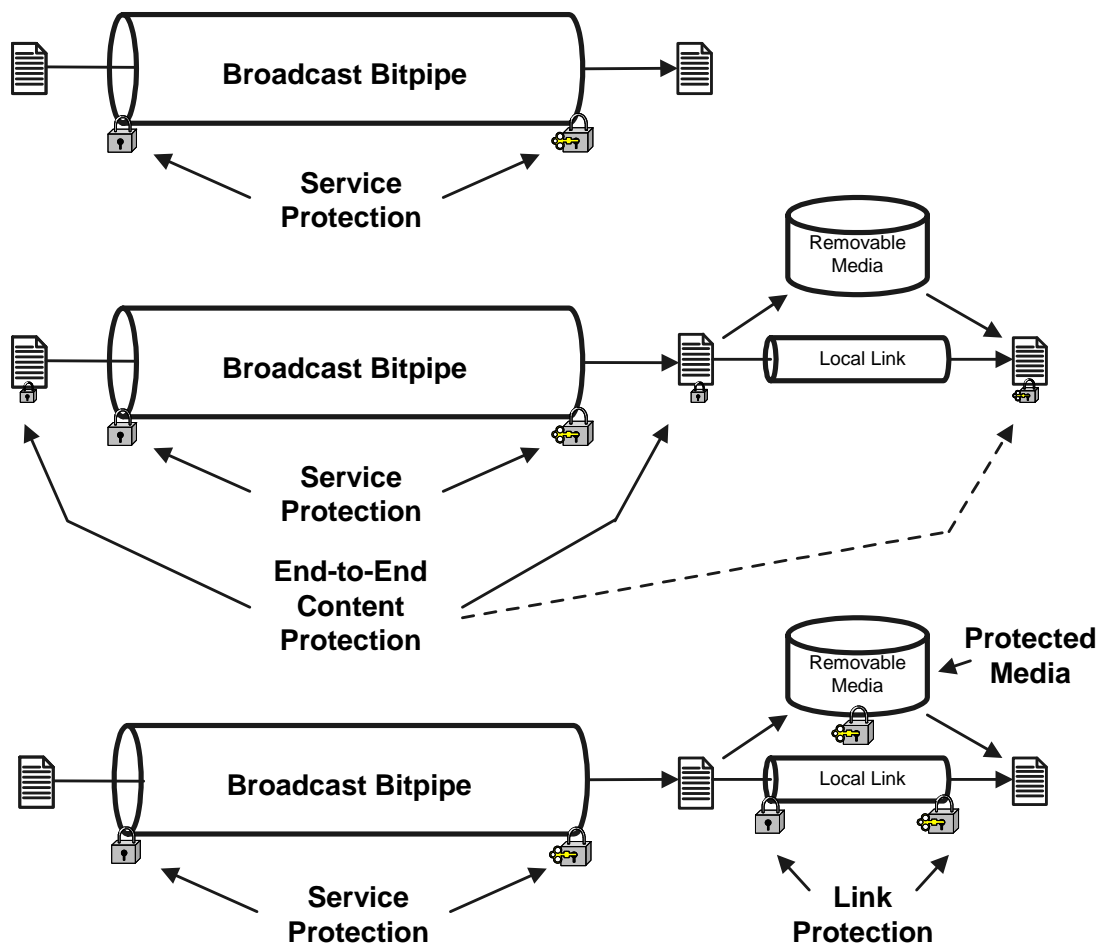 Broadcast Bitpipe
Service
Protection
Removable
Media
Broadcast Bitpipe
Local Link
Service
Protection
End-to-End
Content
Protection
Removable
Media
Protected
Media
Broadcast Bitpipe
Local Link
Service
Protection
Link
Protection